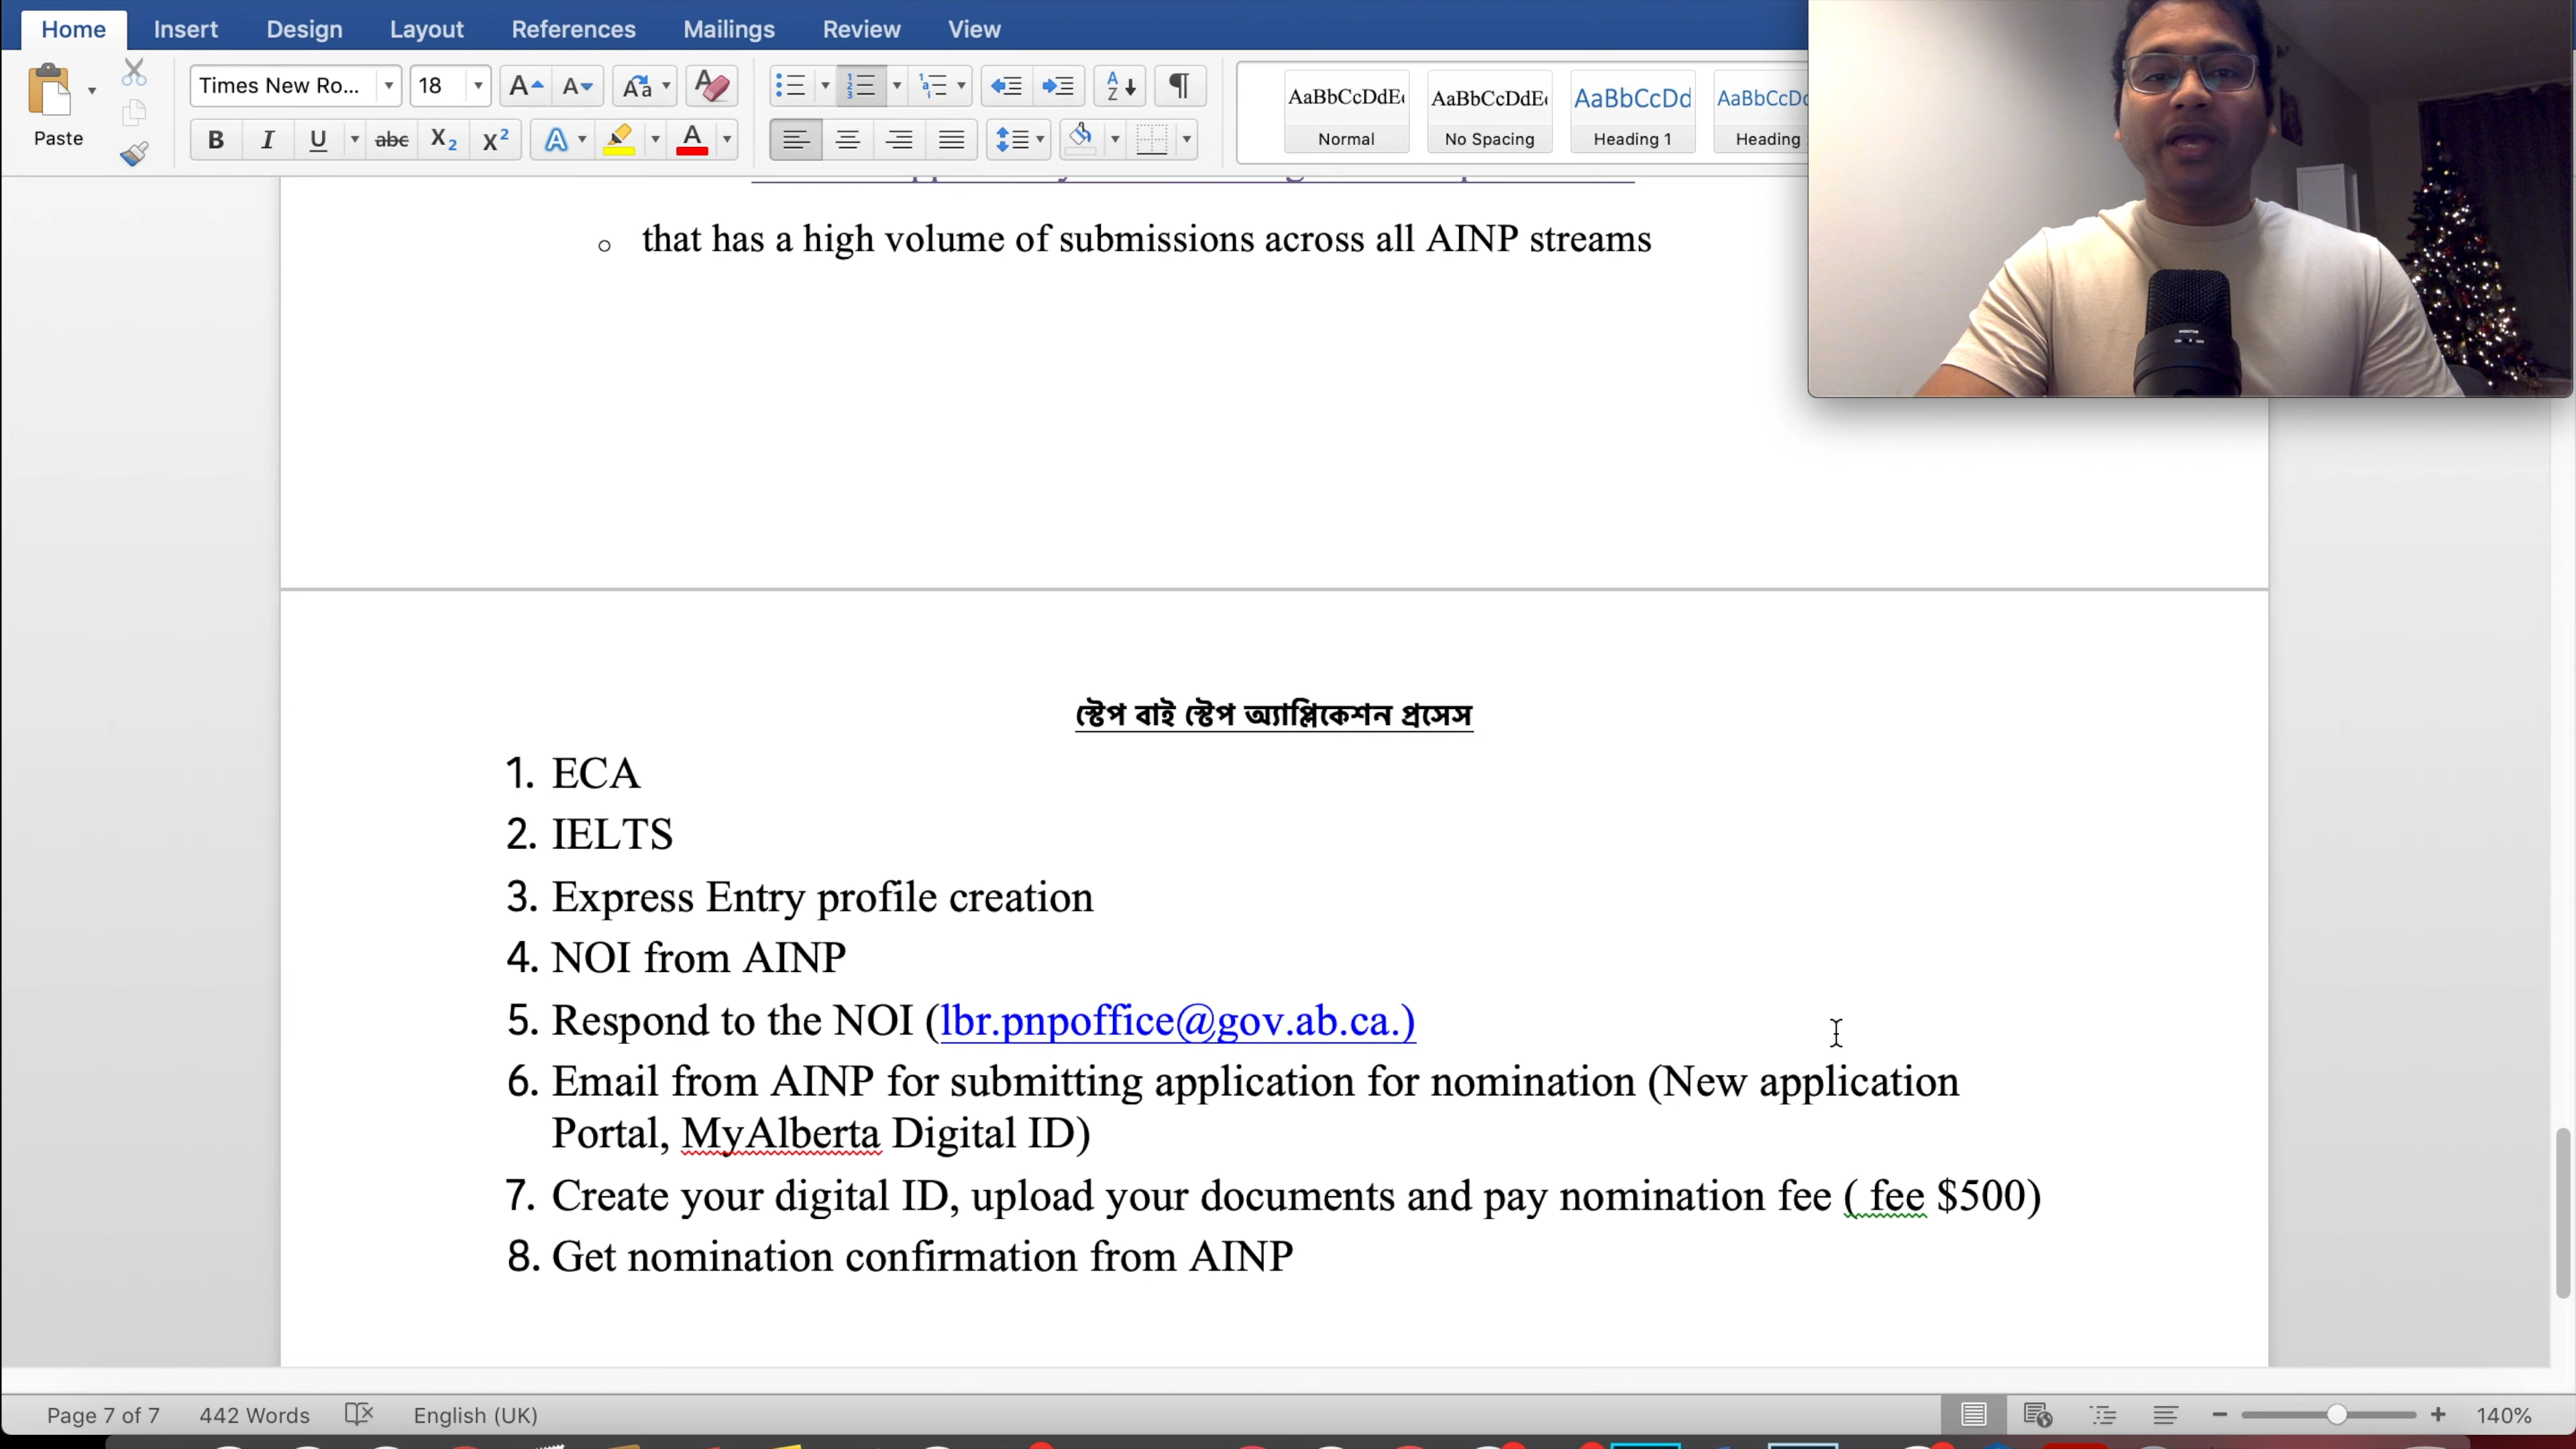 Home Insert Design Layout References Mailings Review View
Paste
Times New Ro... 18
AaBbCcDdE AaBbCcDdE AaBbCcDd
Normal No Spacing Heading 1 Heading
140%
that has a high volume of submissions across all AINP streams
স্টেপ বাই স্টেপ অ্যাপ্লিকেশন প্রসেস
1. ECA
2. IELTS
3. Express Entry profile creation
4. NOI from AINP
5. Respond to the NOI (lbr.pnpoffice@gov.ab.ca.)
6. Email from AINP for submitting application for nomination (New application
Portal, MyAlberta Digital ID)
7. Create your digital ID, upload your documents and pay nomination fee ( fee $500)
8. Get nomination confirmation from AINP
Page 7 of 7 442 Words English (UK)